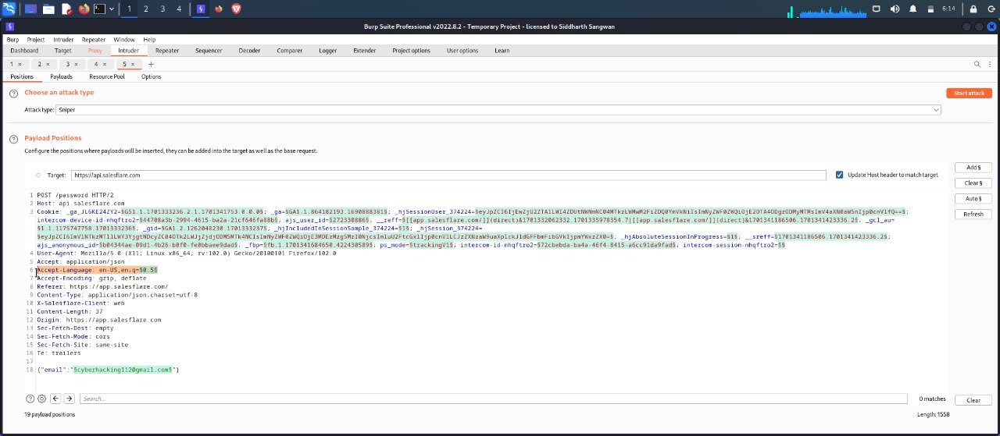 1 2 3 4 6:14
Burp Suite Professional v2022.8.2 - Temporary Project - licensed to Siddharth Sangwan
Burp Project Intruder Repeater Window Help
Dashboard Target Proxy Intruder Repeater Sequencer Decoder Comparer Logger Extender Project options User options Learn
1 × 2 × 3 × 4 × 5 × +
Positions Payloads Resource Pool Options
? Choose an attack type Start attack
Attack type: Sniper
? Payload Positions
Configure the positions where payloads will be inserted, they can be added into the target as well as the base request.
Target: https://api.salesflare.com Update Host header to match target
Add §
Clear §
Auto §
Refresh
1 POST /password HTTP/2
2 Host: api.salesflare.com
3 Cookie: _ga_JL6KE24ZY2=§GS1.1.1701333236.2.1.1701341753.0.0.0§; _ga=§GA1.1.864182193.1690888381§; _hjSessionUser_374224=
intercom-device-id-nhqftro2=§44708a3b-2994-4615-ba2a-21cf646fa88b§; ajs_user_id=§52723308865; __reff=§[[app.salesflare.com/]](direct)&1701332062332.1701335978354.7|[[app.salesflare.com/]](direct)&1701341186506.1701341423336.2§; _gcl_au=
§1.1.1175747758.1701333236§; _gid=§GA1.2.1262048230.1701333237§; _hjIncludedInSessionSample_374224=§1§; _hjSession_374224=
_hjAbsoluteSessionInProgress=§1§; __sreff=§1701341186506.1701341423336.2§;
ajs_anonymous_id=§b04344ae-09d1-4b26-b0f0-fe0bbaee9dad§; _fbp=§fb.1.1701341684650.422430589§; ps_mode=§trackingV1§; intercom-id-nhqftro2=§72cbebda-ba4a-46f4-8415-a6cc91da9fad§; intercom-session-nhqftro2=§§
4 User-Agent: Mozilla/5.0 (X11; Linux x86_64; rv:102.0) Gecko/20100101 Firefox/102.0
5 Accept: application/json
6 Accept-Language: en-US,en;q=§0.5§
7 Accept-Encoding: gzip, deflate
8 Referer: https://app.salesflare.com/
9 Content-Type: application/json;charset=utf-8
10 X-Salesflare-Client: web
11 Content-Length: 37
12 Origin: https://app.salesflare.com
13 Sec-Fetch-Dest: empty
14 Sec-Fetch-Mode: cors
15 Sec-Fetch-Site: same-site
16 Te: trailers
17
18 {"email":"§cyberhacking112@gmail.com§"}
? Search... 0 matches Clear
19 payload positions Length: 1558